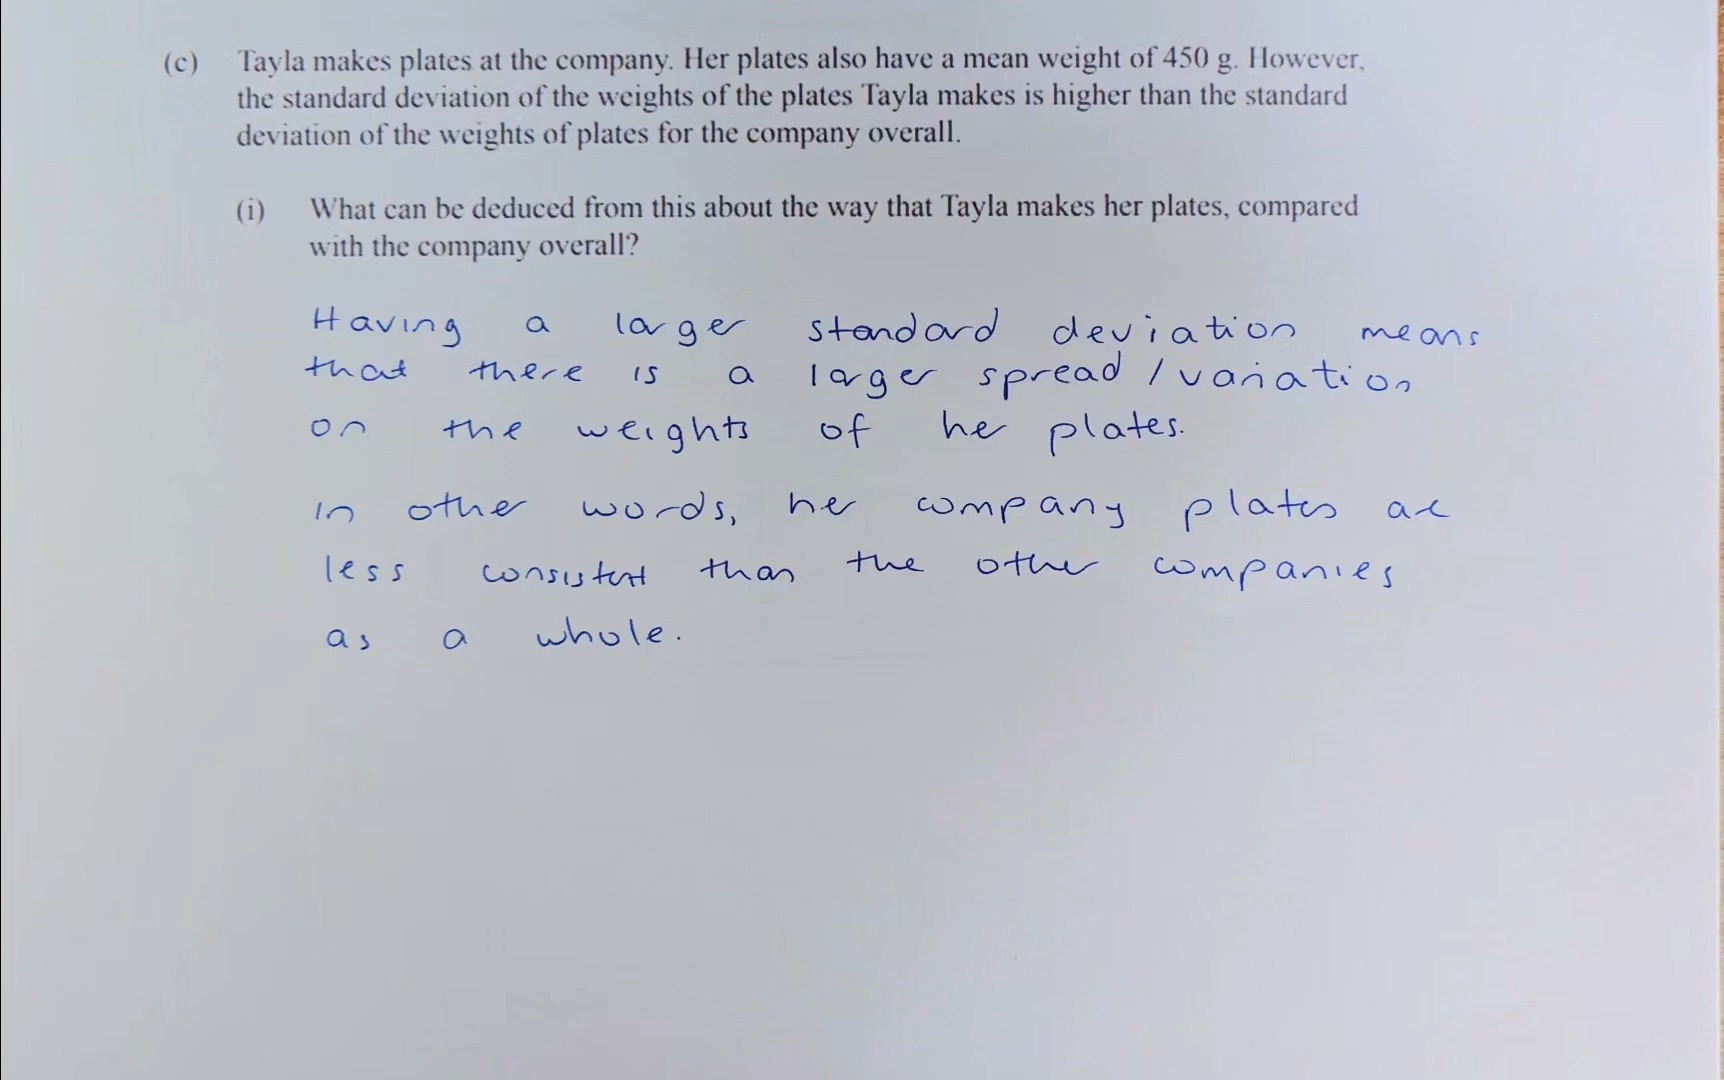 (c) Tayla makes plates at the company. Her plates also have a mean weight of 450 g. However,
the standard deviation of the weights of the plates Tayla makes is higher than the standard
deviation of the weights of plates for the company overall.
(i) What can be deduced from this about the way that Tayla makes her plates, compared
with the company overall?
Having a larger standard deviation means
that there is a larger spread / variation
on the weights of her plates.
In other words, her company plates are
less consistent than the other companies
as a whole.